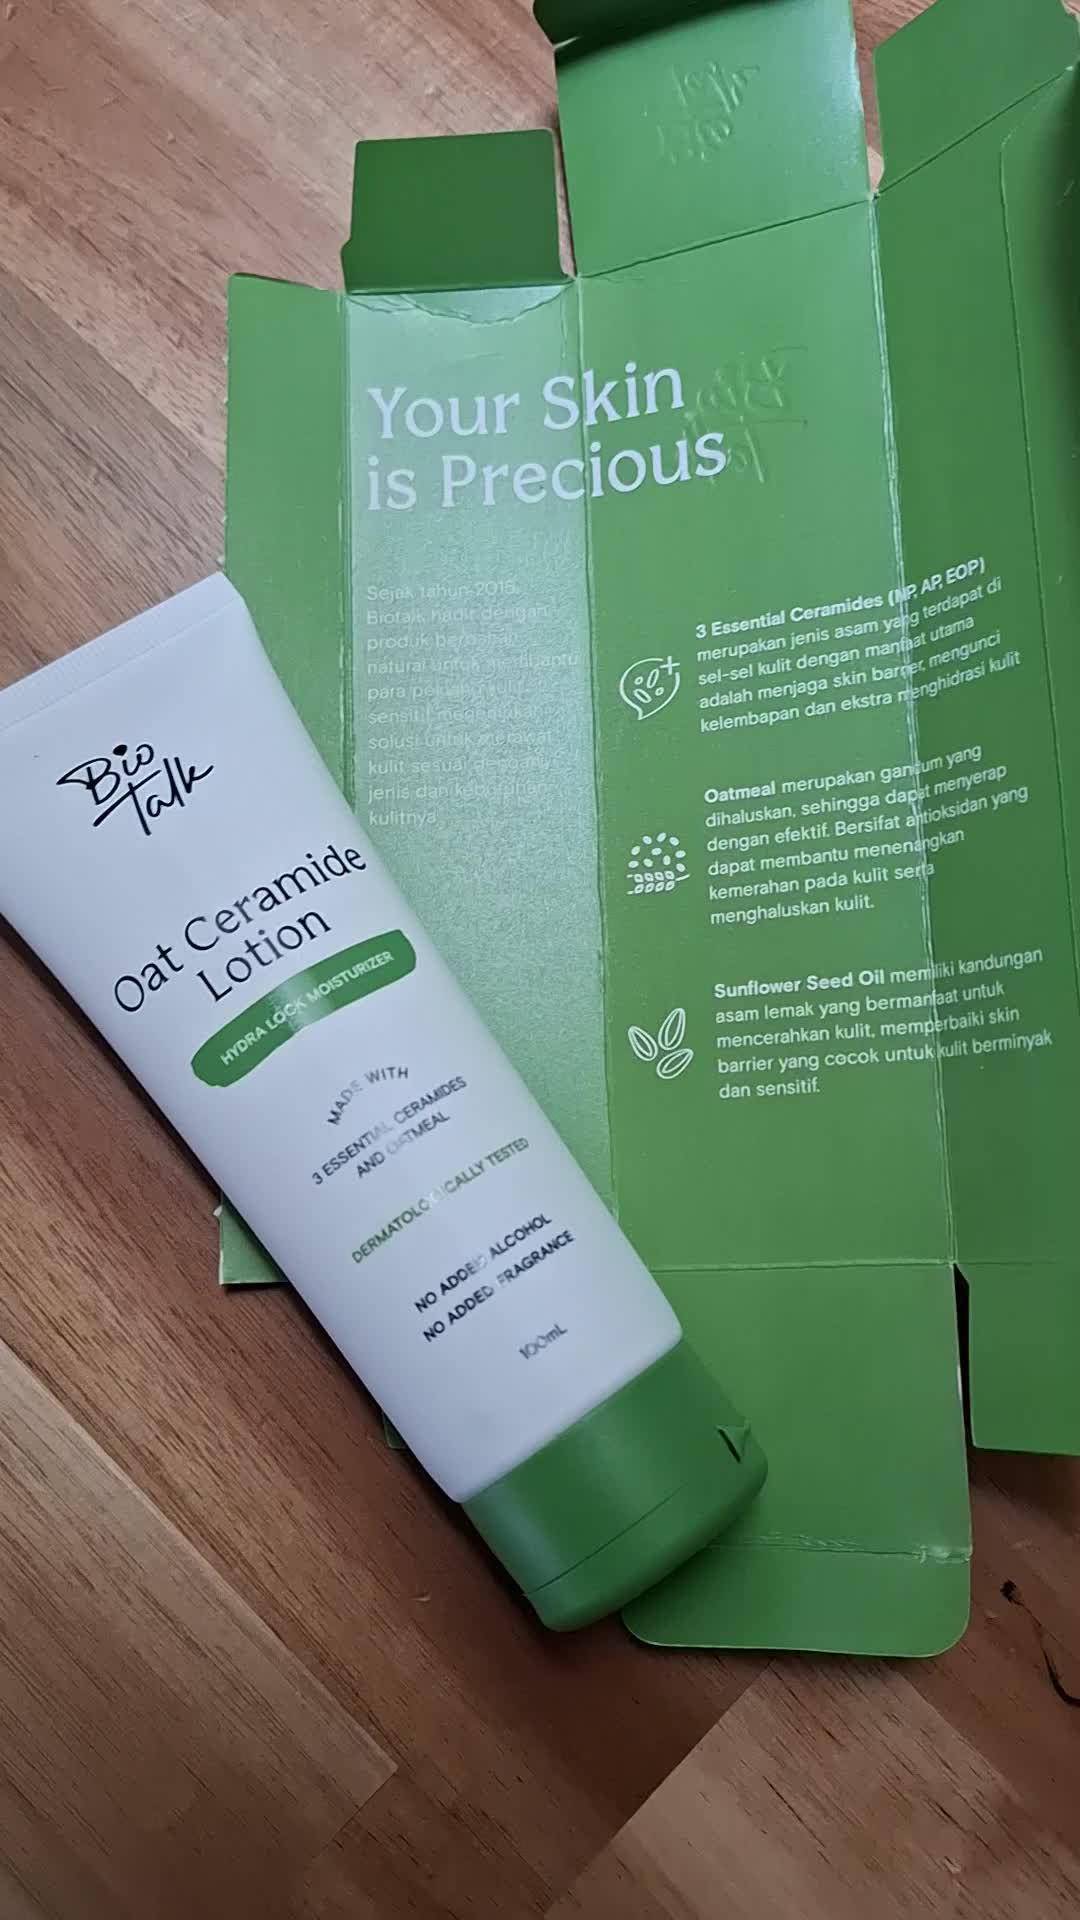 Your Skin
is Precious
Sejak tahun 2015,
Biotalk hadir dengan
produk berbahan
natural untuk membantu
para pemilik kulit
sensitif menemukan
solusi untuk merawat
kulit sesuai dengan
jenis dan kebutuhan
kulitnya
3 Essential Ceramides (NP, AP, EOP)
merupakan jenis asam yang terdapat di
sel-sel kulit dengan manfaat utama
adalah menjaga skin barrier, mengunci
kelembapan dan ekstra menghidrasi kulit
Oatmeal merupakan gandum yang
dihaluskan, sehingga dapat menyerap
dengan efektif. Bersifat antioksidan yang
dapat membantu menenangkan
kemerahan pada kulit serta
menghaluskan kulit.
Sunflower Seed Oil memiliki kandungan
asam lemak yang bermanfaat untuk
mencerahkan kulit, memperbaiki skin
barrier yang cocok untuk kulit berminyak
dan sensitif.
Bio
Talk
Oat Ceramide
Lotion
HYDRA LOCK MOISTURIZER
MADE WITH
3 ESSENTIAL CERAMIDES
AND OATMEAL
DERMATOLOGICALLY TESTED
NO ADDED ALCOHOL
NO ADDED FRAGRANCE
100mL